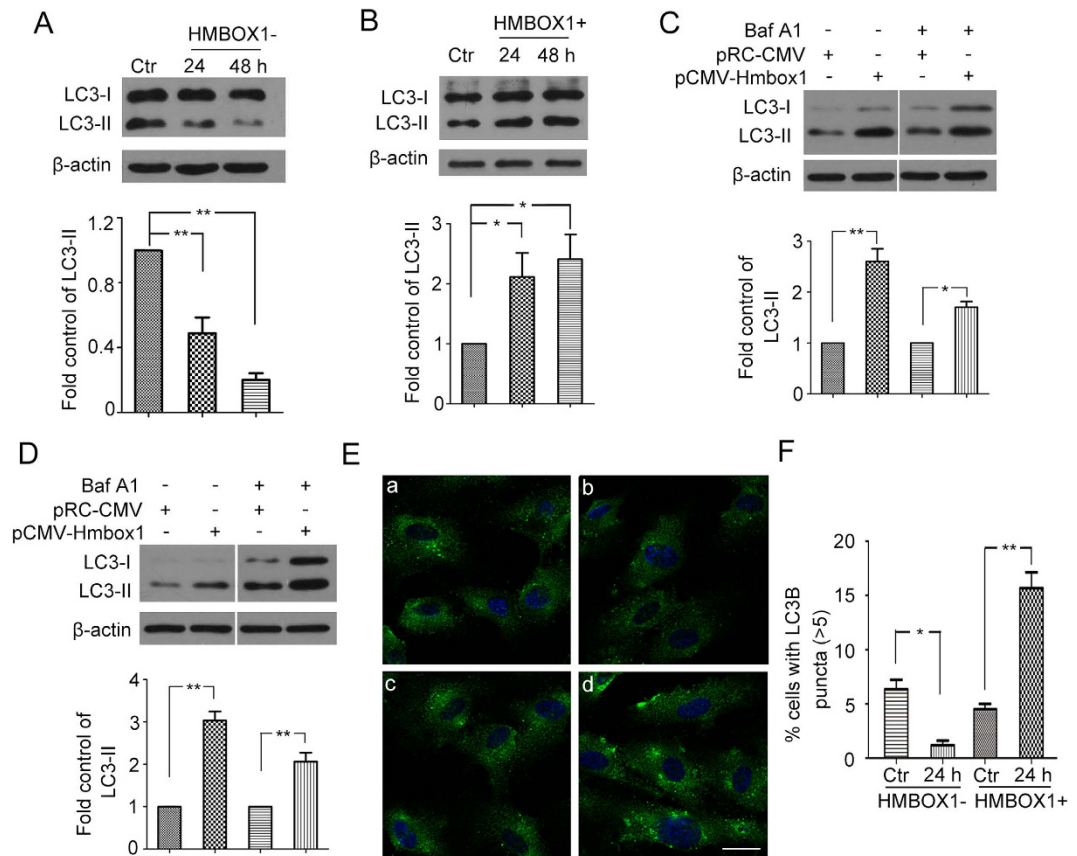 A
HMBOX1-
Ctr 24 48 h
LC3-I
LC3-II
β-actin
Fold control of LC3-II
1.2
0.8
0.4
0
**
**
B
HMBOX1+
Ctr 24 48 h
LC3-I
LC3-II
β-actin
Fold control of LC3-II
3
2
1
0
*
*
C
Baf A1 - - + +
pRC-CMV + - + -
pCMV-Hmbox1 - + - +
LC3-I
LC3-II
β-actin
Fold control of
LC3-II
3
2
1
0
**
*
D
Baf A1 - - + +
pRC-CMV + - + -
pCMV-Hmbox1 - + - +
LC3-I
LC3-II
β-actin
Fold control of
LC3-II
4
3
2
1
0
**
**
E
a
b
c
d
F
% cells with LC3B
puncta (>5)
20
15
10
5
0
*
**
Ctr 24 h Ctr 24 h
HMBOX1- HMBOX1+